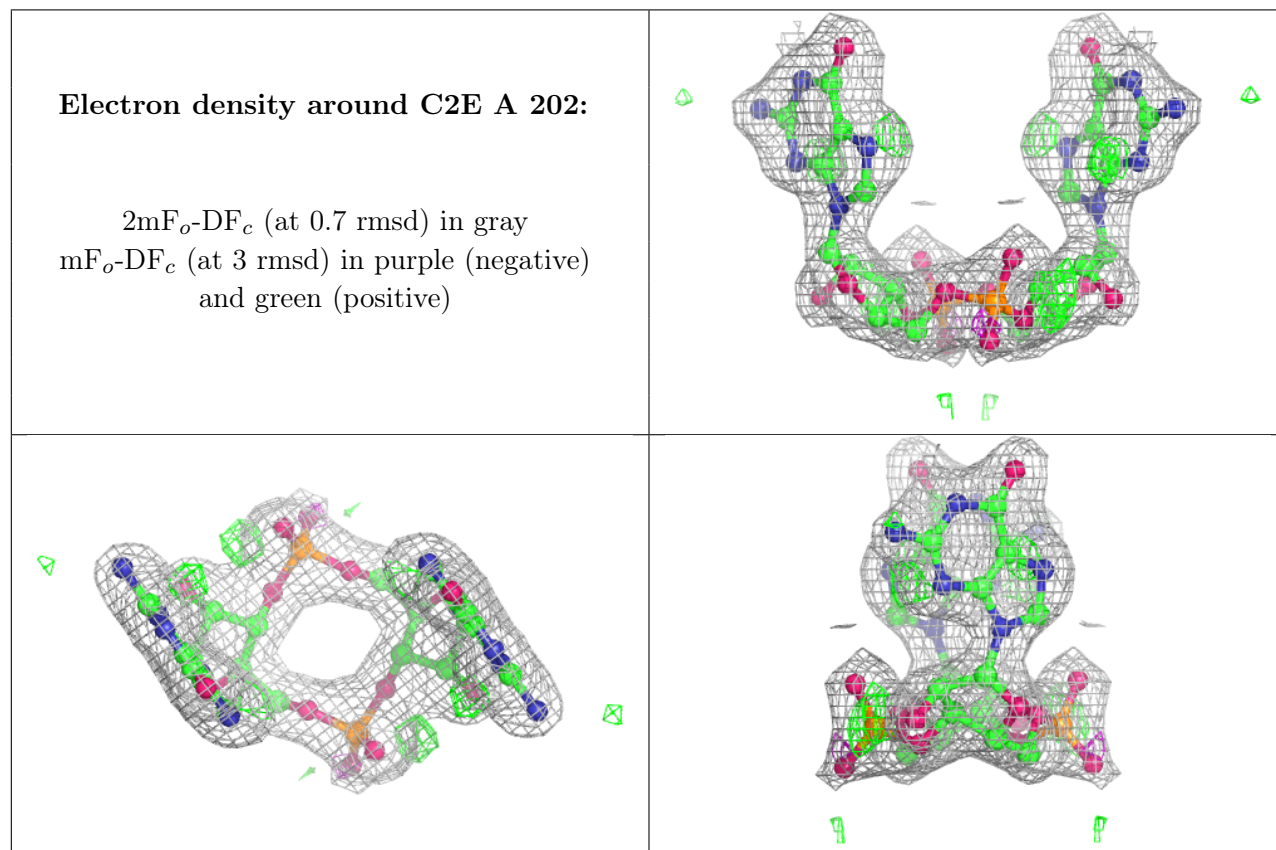 Electron density around C2E A 202:
2mFₒ-DF𝒸 (at 0.7 rmsd) in gray
mFₒ-DF𝒸 (at 3 rmsd) in purple (negative)
and green (positive)